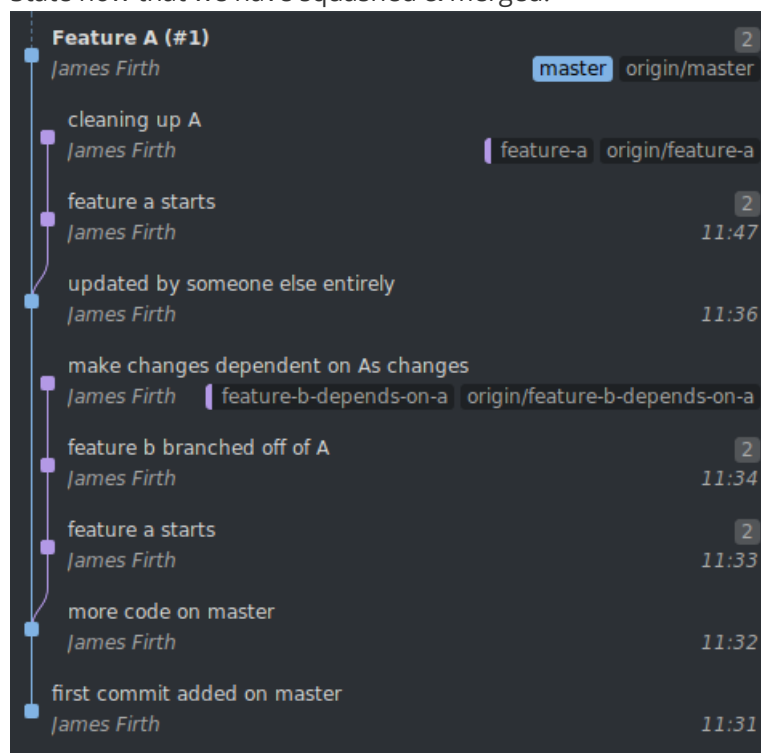 State now that we have squashed & merged:
Feature A (#1) 2
James Firth master origin/master
cleaning up A
James Firth feature-a origin/feature-a
feature a starts 2
James Firth 11:47
updated by someone else entirely
James Firth 11:36
make changes dependent on As changes
James Firth feature-b-depends-on-a origin/feature-b-depends-on-a
feature b branched off of A 2
James Firth 11:34
feature a starts 2
James Firth 11:33
more code on master
James Firth 11:32
first commit added on master
James Firth 11:31